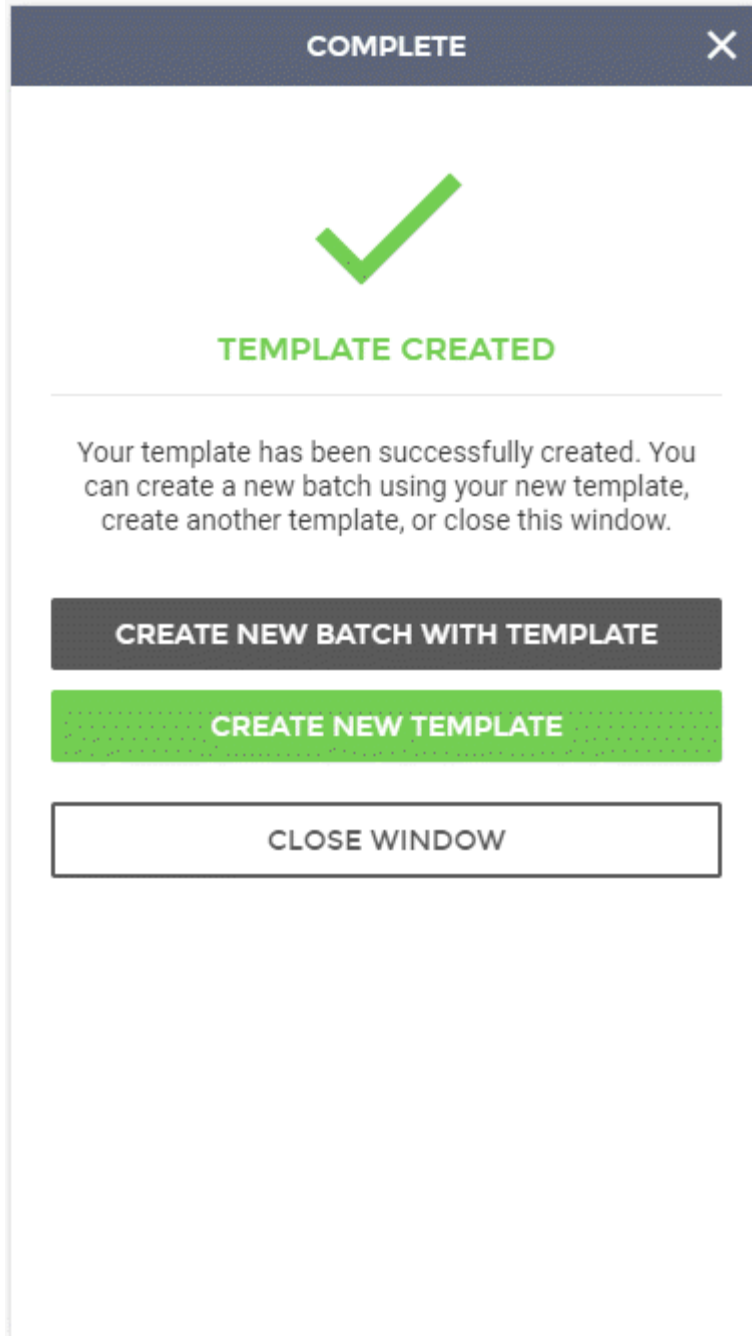 COMPLETE
TEMPLATE CREATED
Your template has been successfully created. You
can create a new batch using your new template,
create another template, or close this window.
CREATE NEW BATCH WITH TEMPLATE
CREATE NEW TEMPLATE
CLOSE WINDOW